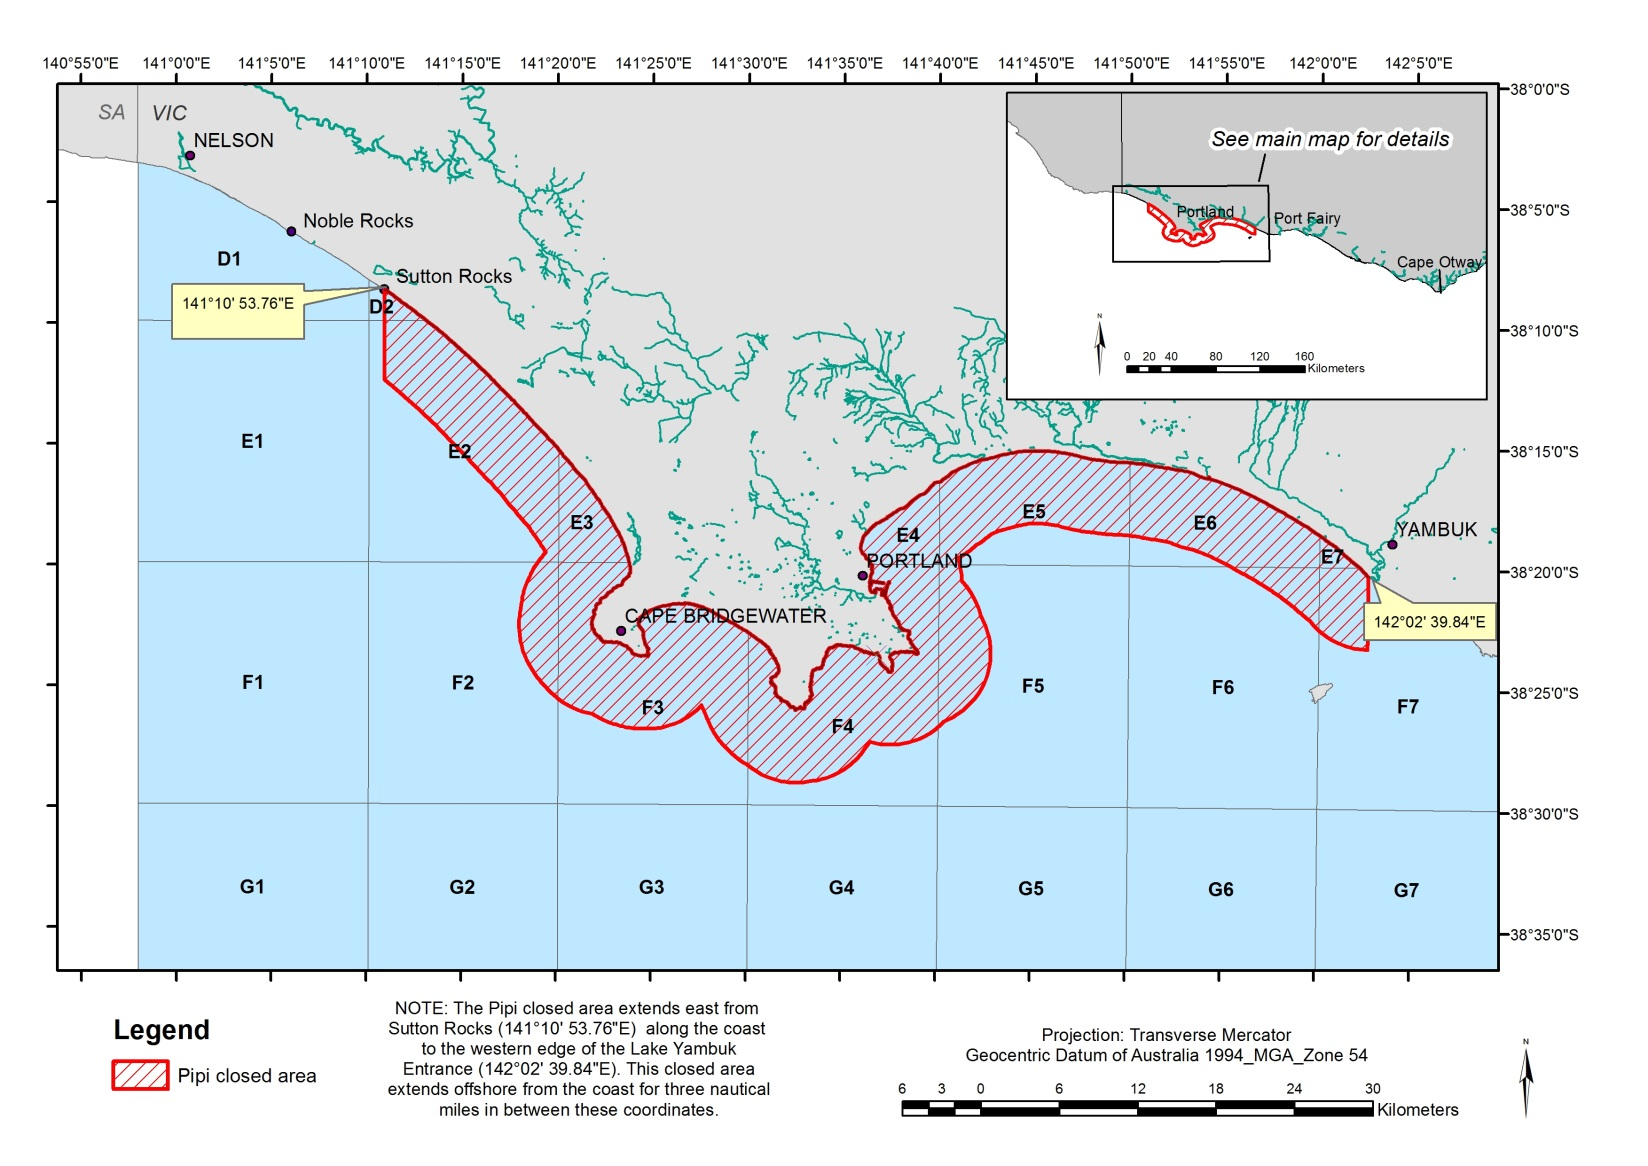 140°55'0"E 141°0'0"E 141°5'0"E 141°10'0"E 141°15'0"E 141°20'0"E 141°25'0"E 141°30'0"E 141°35'0"E 141°40'0"E 141°45'0"E 141°50'0"E 141°55'0"E 142°0'0"E 142°5'0"E
38°0'0"S
SA VIC
NELSON
See main map for details
38°5'0"S
Portland
Port Fairy
Noble Rocks
D1
Cape Otway
Sutton Rocks
141°10' 53.76"E
D2
N
38°10'0"S
0 20 40 80 120 160
Kilometers
E1
E2
38°15'0"S
E3
E4
E5
E6
YAMBUK
E7
PORTLAND
38°20'0"S
CAPE BRIDGEWATER
142°02' 39.84"E
F1
F2
F3
F4
F5
F6
F7
38°25'0"S
38°30'0"S
G1
G2
G3
G4
G5
G6
G7
38°35'0"S
Legend
Pipi closed area
NOTE: The Pipi closed area extends east from
Sutton Rocks (141°10' 53.76"E) along the coast
to the western edge of the Lake Yambuk
Entrance (142°02' 39.84"E). This closed area
extends offshore from the coast for three nautical
miles in between these coordinates.
Projection: Transverse Mercator
Geocentric Datum of Australia 1994_MGA_Zone 54
6 3 0 6 12 18 24 30
Kilometers
N